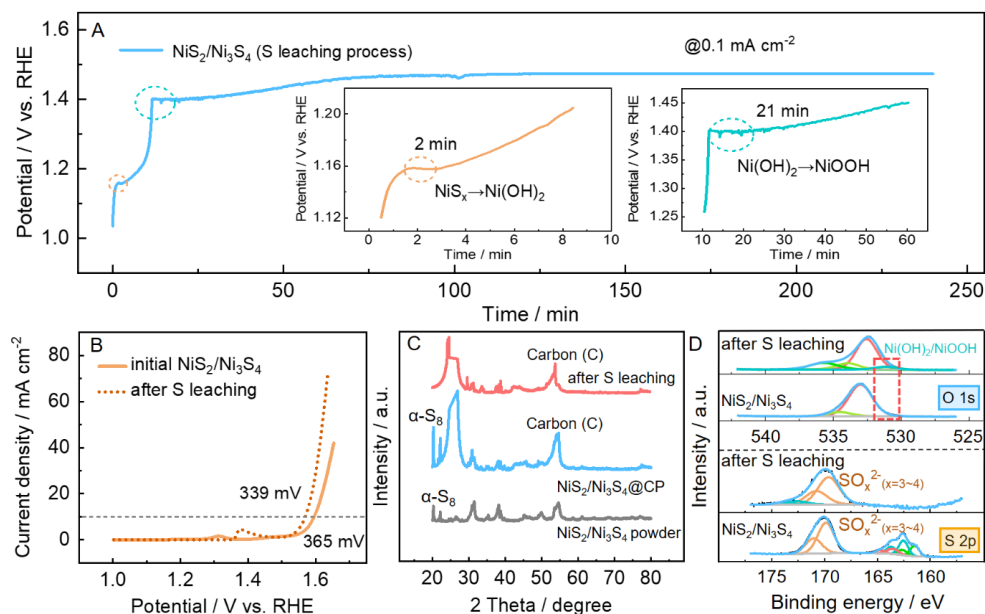 A
NiS₂/Ni₃S₄ (S leaching process)
@0.1 mA cm⁻²
Potential / V vs. RHE
1.6
1.4
1.2
1.0
0
50
100
150
200
250
Time / min
Potential / V vs. RHE
1.20
1.16
1.12
2 min
NiSₓ→Ni(OH)₂
0
2
4
6
8
10
Time / min
Potential / V vs. RHE
1.45
1.40
1.35
1.30
1.25
21 min
Ni(OH)₂→NiOOH
10
20
30
40
50
60
Time / min
B
initial NiS₂/Ni₃S₄
after S leaching
Current density / mA cm⁻²
80
70
60
50
40
30
20
10
0
339 mV
365 mV
1.0
1.2
1.4
1.6
Potential / V vs. RHE
C
Intensity / a.u.
Carbon (C)
after S leaching
α-S₈
Carbon (C)
NiS₂/Ni₃S₄@CP
α-S₈
NiS₂/Ni₃S₄ powder
20
30
40
50
60
70
80
2 Theta / degree
D
Intensity / a.u.
after S leaching
Ni(OH)₂/NiOOH
NiS₂/Ni₃S₄
O 1s
540
535
530
525
after S leaching
SOₓ²⁻(x=3~4)
NiS₂/Ni₃S₄
SOₓ²⁻(x=3~4)
S 2p
175
170
165
160
Binding energy / eV